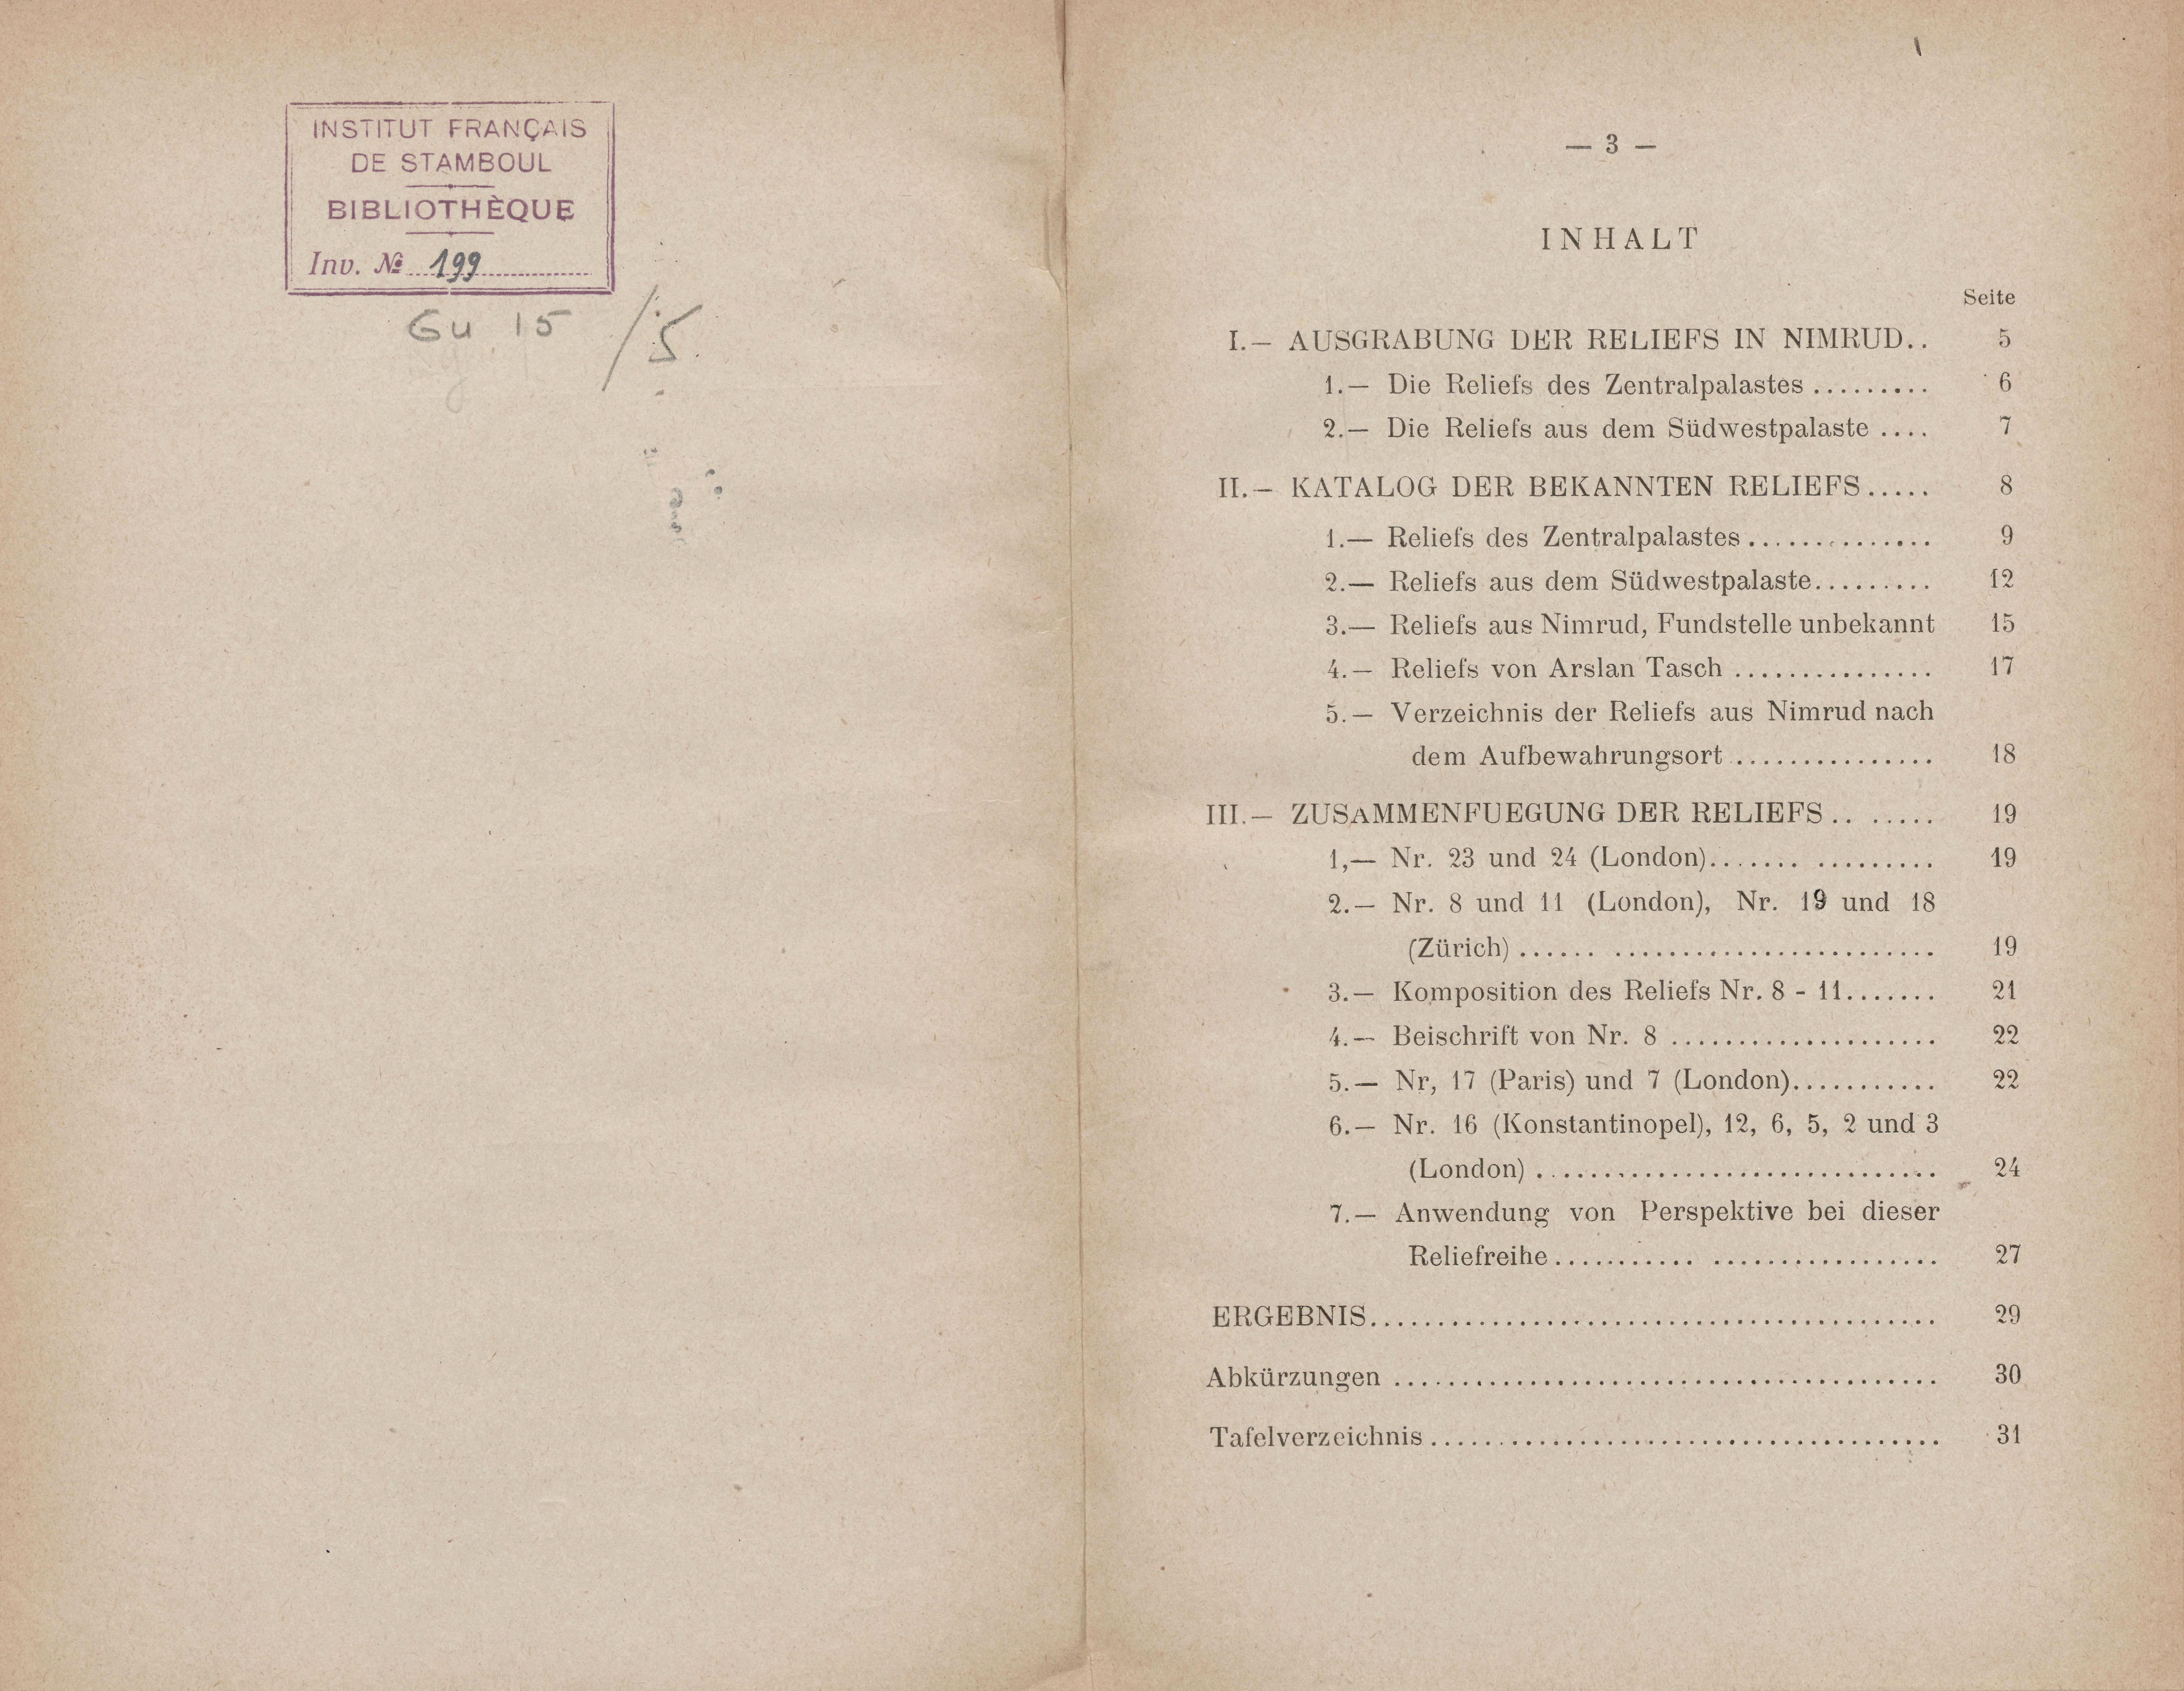 INSTITUT FRANÇAIS
DE STAMBOUL
BIBLIOTHÈQUE
Inv. № 199
Gu 15 / 5.
— 3 —
INHALT
Seite
I.— AUSGRABUNG DER RELIEFS IN NIMRUD.. 5
1.— Die Reliefs des Zentralpalastes ......... 6
2.— Die Reliefs aus dem Südwestpalaste .... 7
II.— KATALOG DER BEKANNTEN RELIEFS..... 8
1.— Reliefs des Zentralpalastes.............. 9
2.— Reliefs aus dem Südwestpalaste......... 12
3.— Reliefs aus Nimrud, Fundstelle unbekannt 15
4.— Reliefs von Arslan Tasch ............... 17
5.— Verzeichnis der Reliefs aus Nimrud nach
dem Aufbewahrungsort ............... 18
III.— ZUSAMMENFUEGUNG DER RELIEFS.. ..... 19
1,— Nr. 23 und 24 (London)....... ......... 19
2.— Nr. 8 und 11 (London), Nr. 19 und 18
(Zürich) ...... ........................ 19
3.— Komposition des Reliefs Nr. 8 - 11....... 21
4.— Beischrift von Nr. 8 .................... 22
5.— Nr, 17 (Paris) und 7 (London)........... 22
6.— Nr. 16 (Konstantinopel), 12, 6, 5, 2 und 3
(London) .............................. 24
7.— Anwendung von Perspektive bei dieser
Reliefreihe........... ................. 27
ERGEBNIS.......................................... 29
Abkürzungen ........................................ 30
Tafelverzeichnis...................................... 31